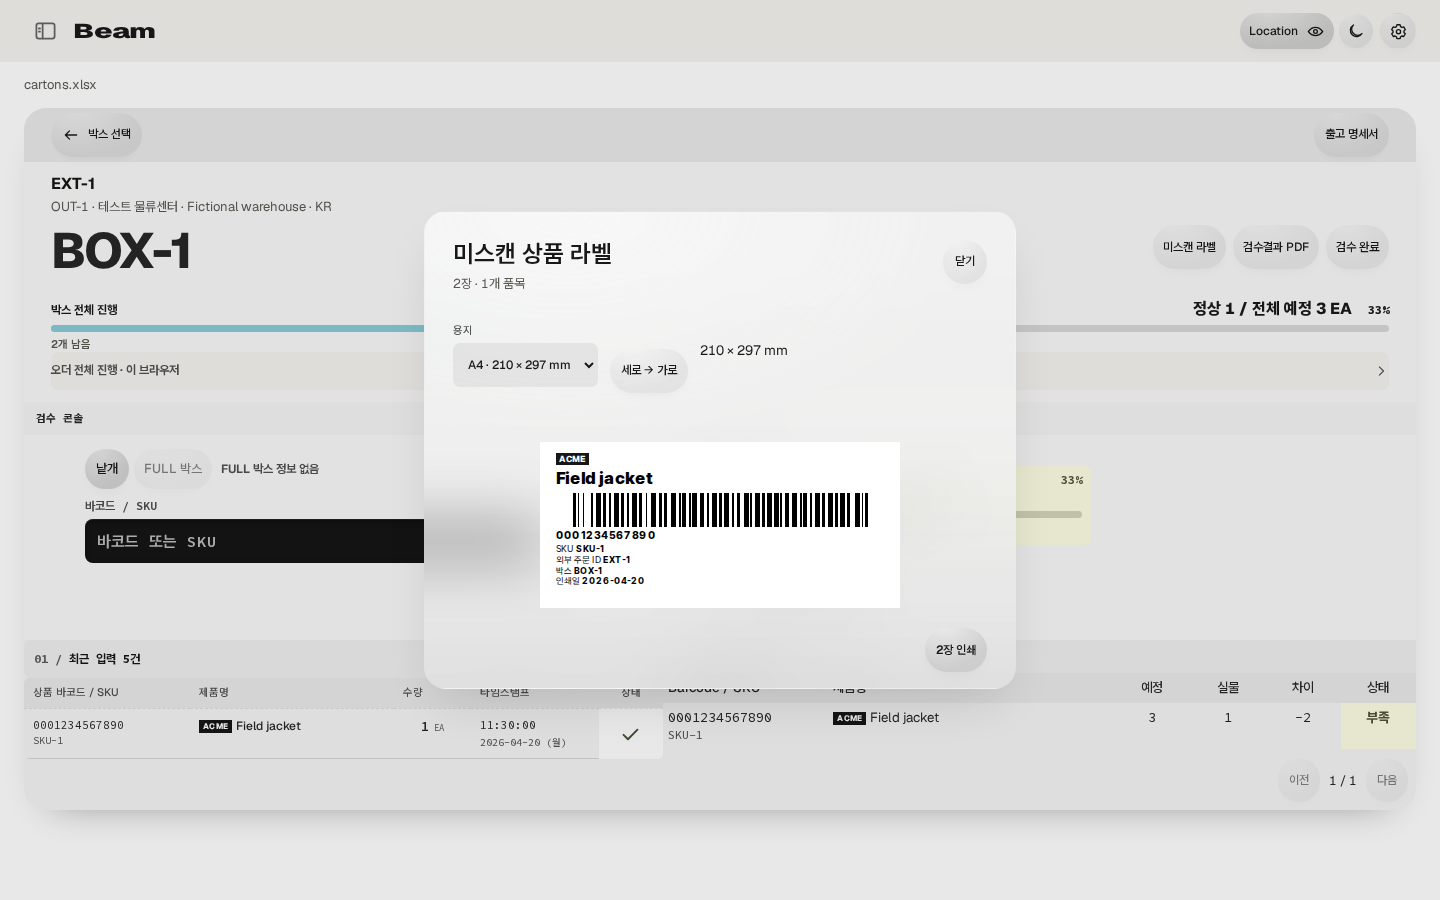 Beam
Location
cartons.xlsx
박스 선택
출고 명세서
EXT-1
OUT-1 · 테스트 물류센터 · Fictional warehouse · KR
BOX-1
미스캔 라벨
검수결과 PDF
검수 완료
박스 전체 진행
정상 1 / 전체 예정 3 EA
33%
2개 남음
오더 전체 진행 · 이 브라우저
검수 콘솔
낱개
FULL 박스
FULL 박스 정보 없음
33%
바코드 / SKU
바코드 또는 SKU
미스캔 상품 라벨
닫기
2장 · 1개 품목
용지
A4 · 210 × 297 mm
세로 → 가로
210 × 297 mm
ACME
Field jacket
0001234567890
SKU SKU-1
외부 주문 ID EXT-1
박스 BOX-1
인쇄일 2026-04-20
2장 인쇄
01 / 최근 입력 5건
상품 바코드 / SKU
제품명
수량
타임스탬프
상태
0001234567890
SKU-1
ACME Field jacket
1 EA
11:30:00
2026-04-20 (월)
Barcode / SKU
제품명
예정
실물
차이
상태
0001234567890
SKU-1
ACME Field jacket
3
1
−2
부족
이전
1 / 1
다음